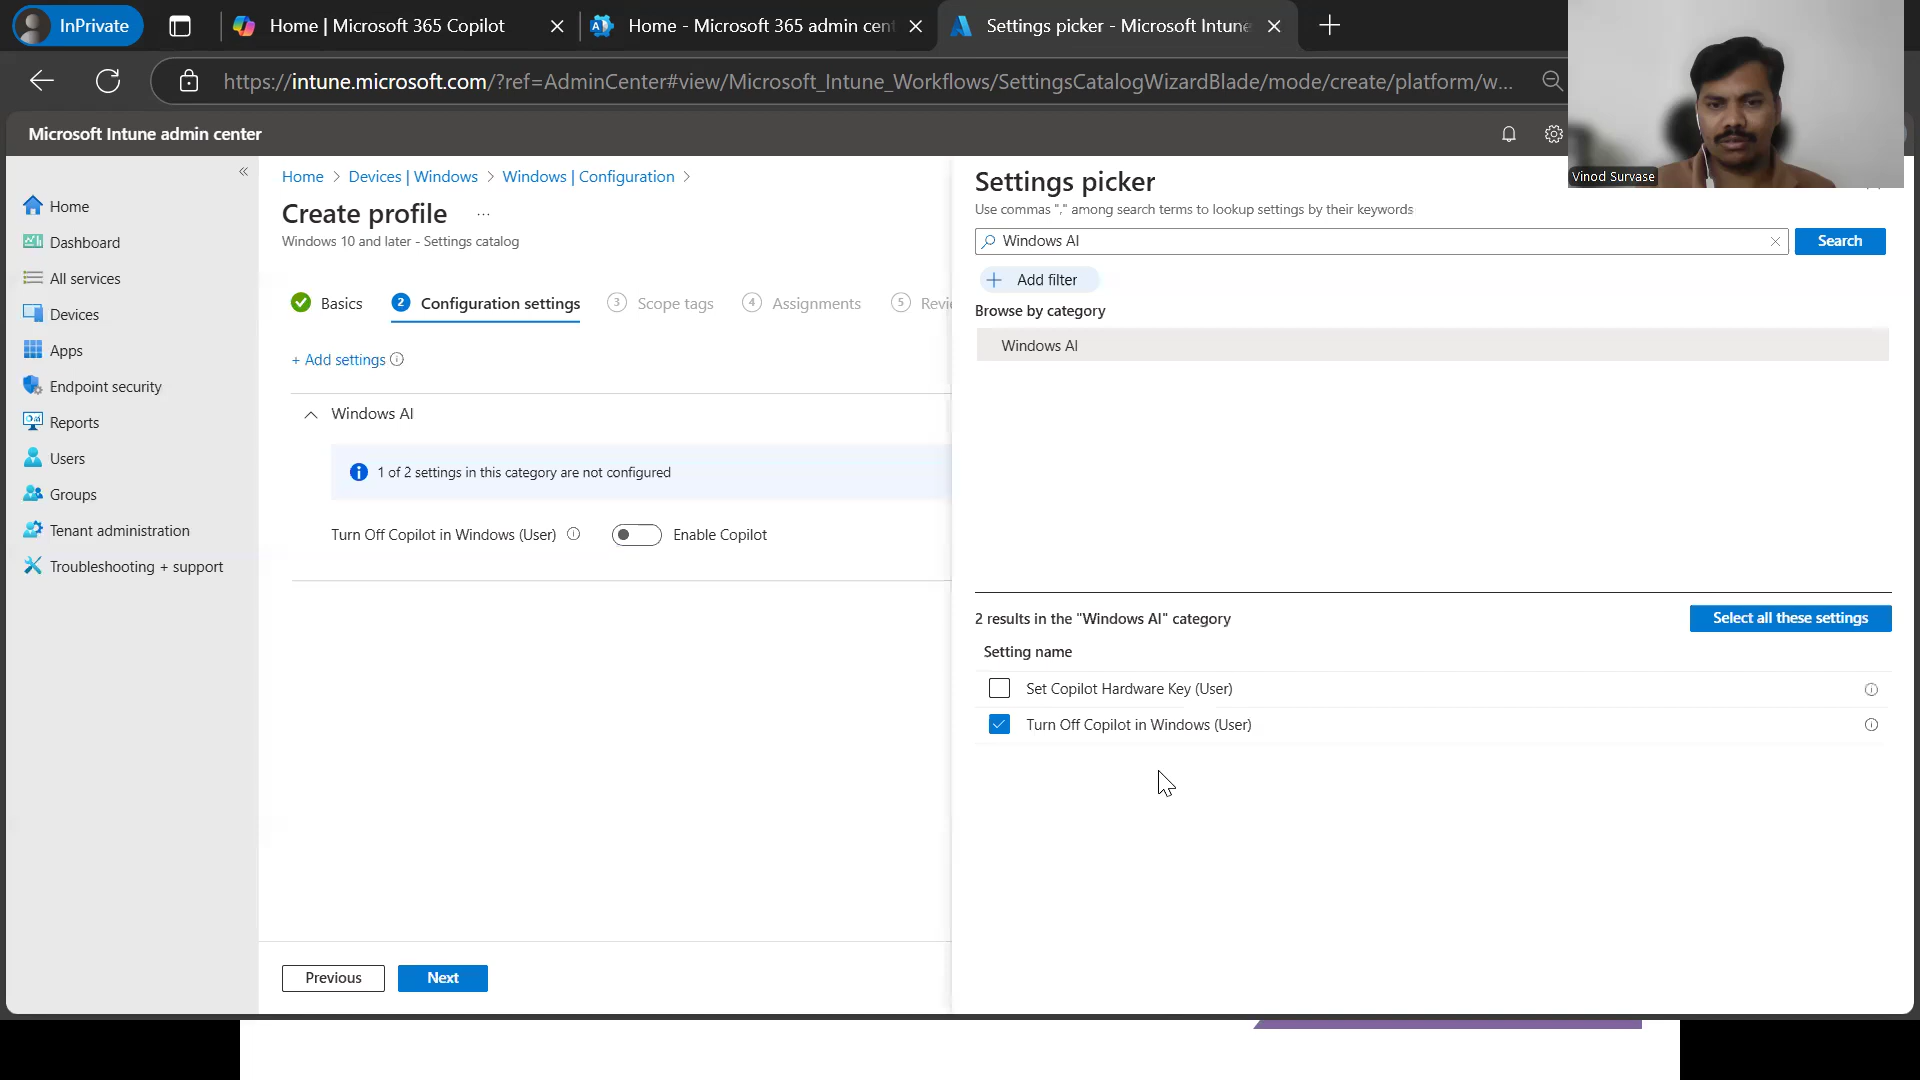 InPrivate
Home | Microsoft 365 Copilot
Home - Microsoft 365 admin cent
Settings picker - Microsoft Intune
https://intune.microsoft.com/?ref=AdminCenter#view/Microsoft_Intune_Workflows/SettingsCatalogWizardBlade/mode/create/platform/w...
Microsoft Intune admin center
Vinod Survase
Home
Dashboard
All services
Devices
Apps
Endpoint security
Reports
Users
Groups
Tenant administration
Troubleshooting + support
Home > Devices | Windows > Windows | Configuration >
Create profile ...
Windows 10 and later - Settings catalog
Basics
2 Configuration settings
3 Scope tags
4 Assignments
5 Revie
+ Add settings
Windows AI
1 of 2 settings in this category are not configured
Turn Off Copilot in Windows (User)
Enable Copilot
Previous
Next
Settings picker
Use commas "," among search terms to lookup settings by their keywords
Windows AI
Search
Add filter
Browse by category
Windows AI
2 results in the "Windows AI" category
Select all these settings
Setting name
Set Copilot Hardware Key (User)
Turn Off Copilot in Windows (User)